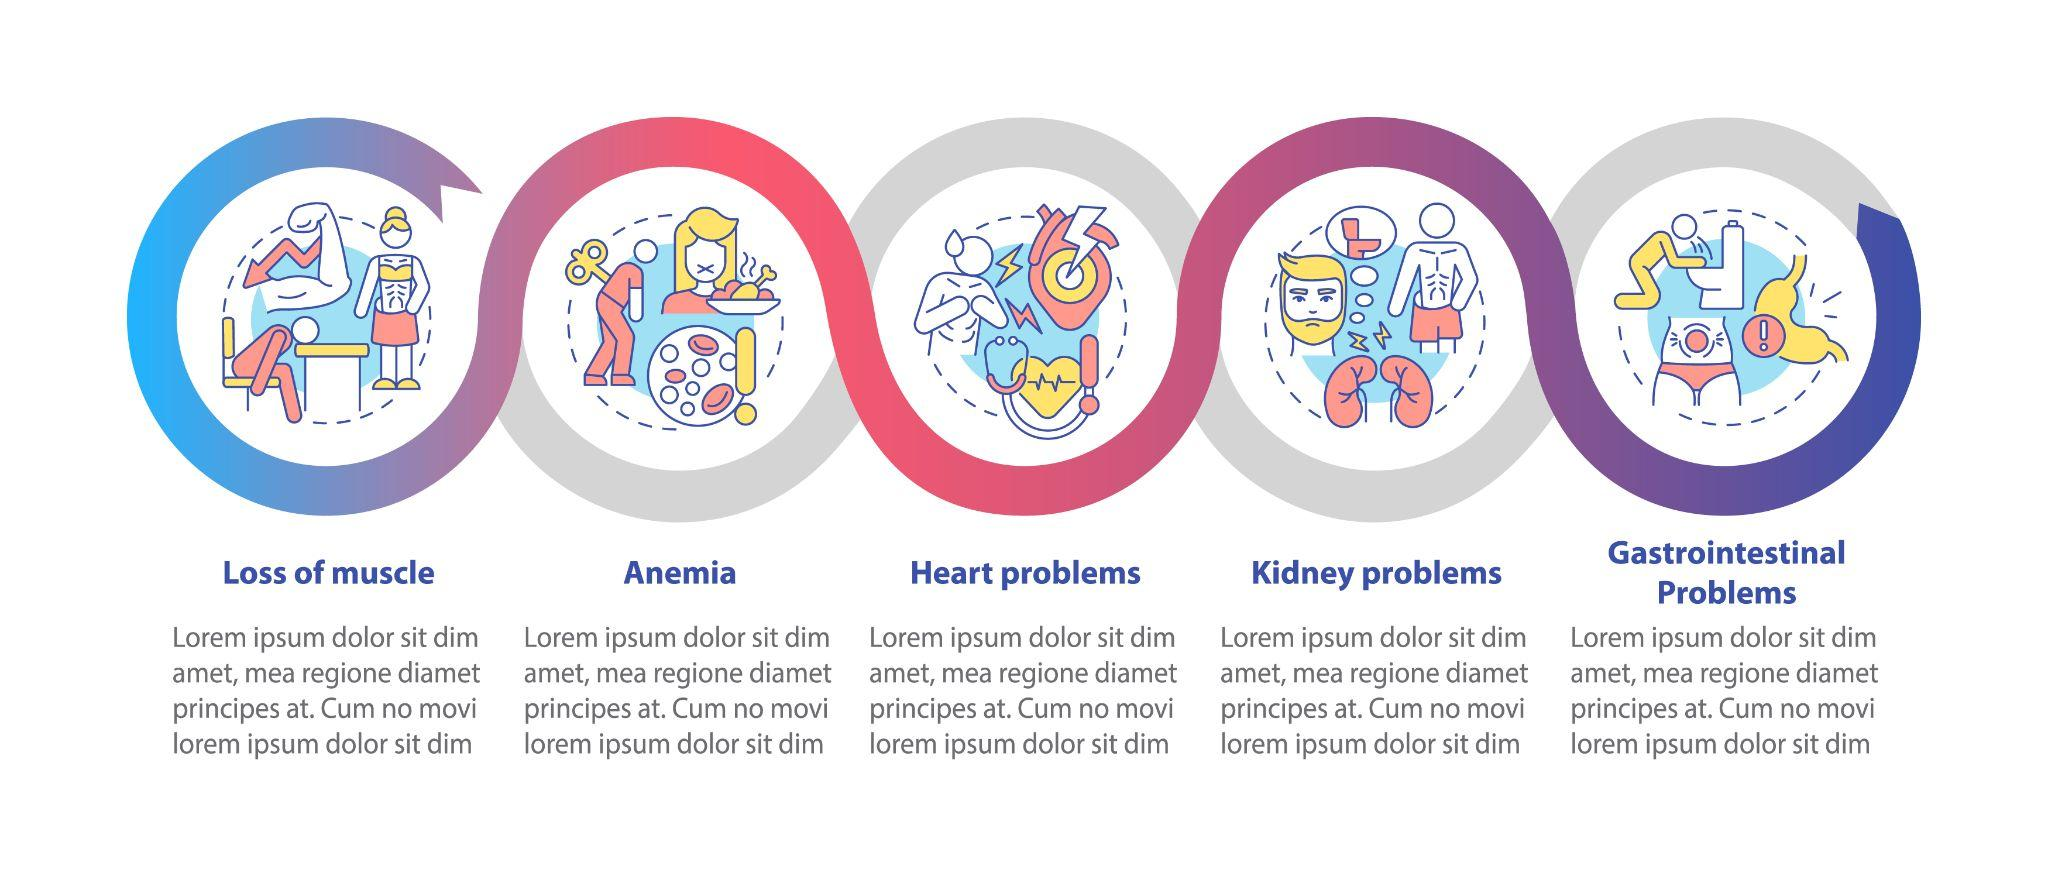 Loss of muscle
Lorem ipsum dolor sit dim
amet, mea regione diamet
principes at. Cum no movi
lorem ipsum dolor sit dim
Anemia
Lorem ipsum dolor sit dim
amet, mea regione diamet
principes at. Cum no movi
lorem ipsum dolor sit dim
Heart problems
Lorem ipsum dolor sit dim
amet, mea regione diamet
principes at. Cum no movi
lorem ipsum dolor sit dim
Kidney problems
Lorem ipsum dolor sit dim
amet, mea regione diamet
principes at. Cum no movi
lorem ipsum dolor sit dim
Gastrointestinal
Problems
Lorem ipsum dolor sit dim
amet, mea regione diamet
principes at. Cum no movi
lorem ipsum dolor sit dim